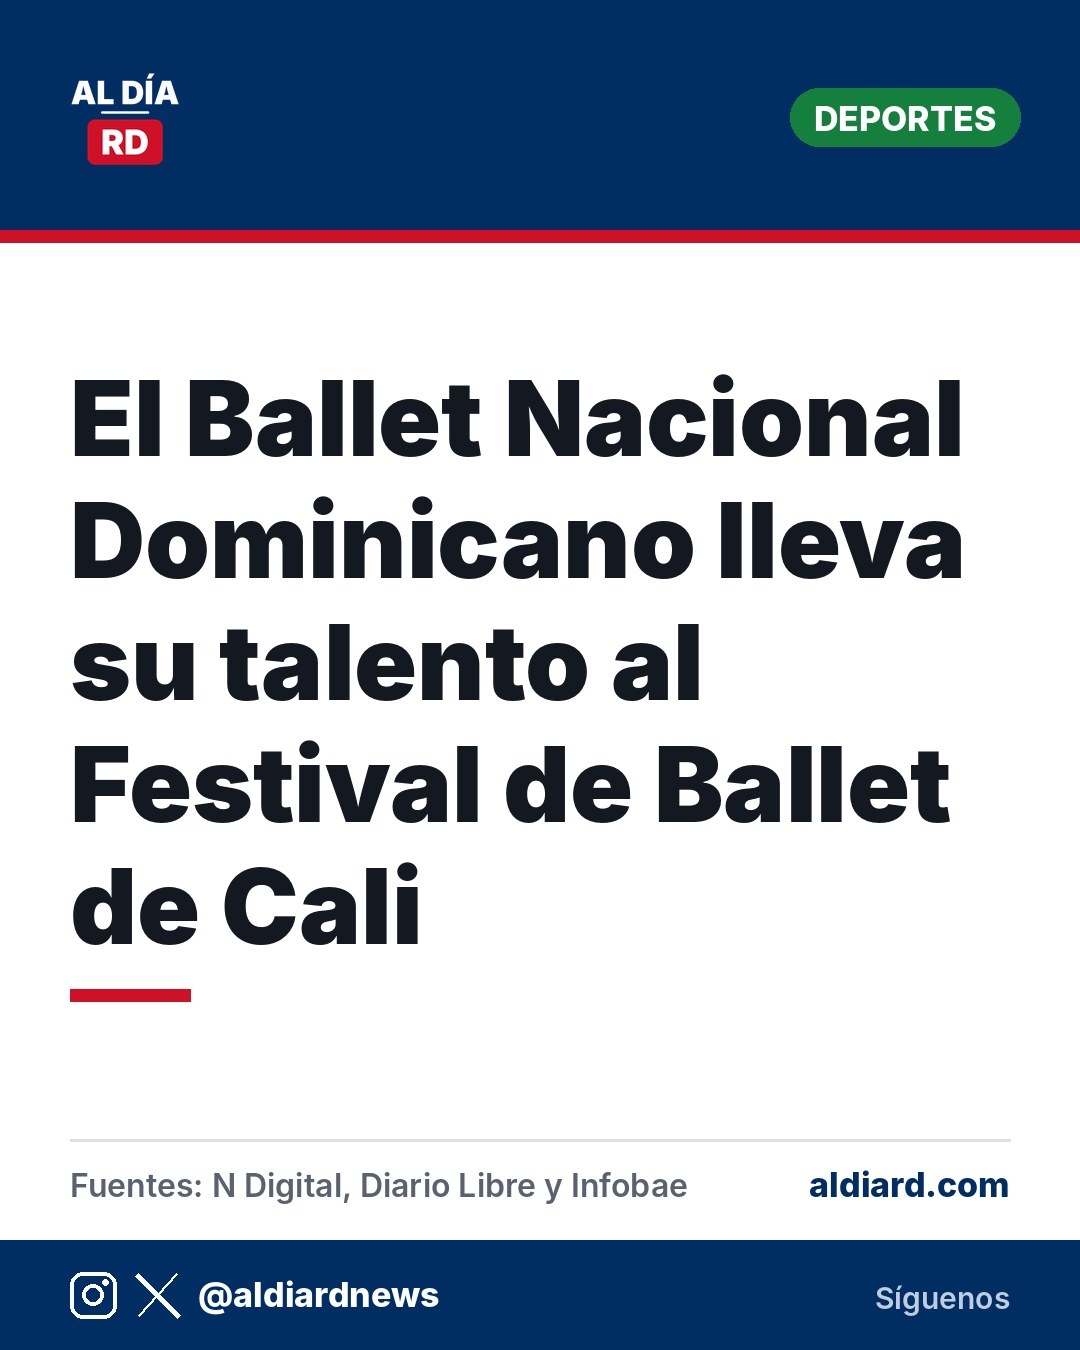 AL DÍA
RD
DEPORTES
El Ballet Nacional
Dominicano lleva
su talento al
Festival de Ballet
de Cali
Fuentes: N Digital, Diario Libre y Infobae
aldiard.com
@aldiardnews
Síguenos